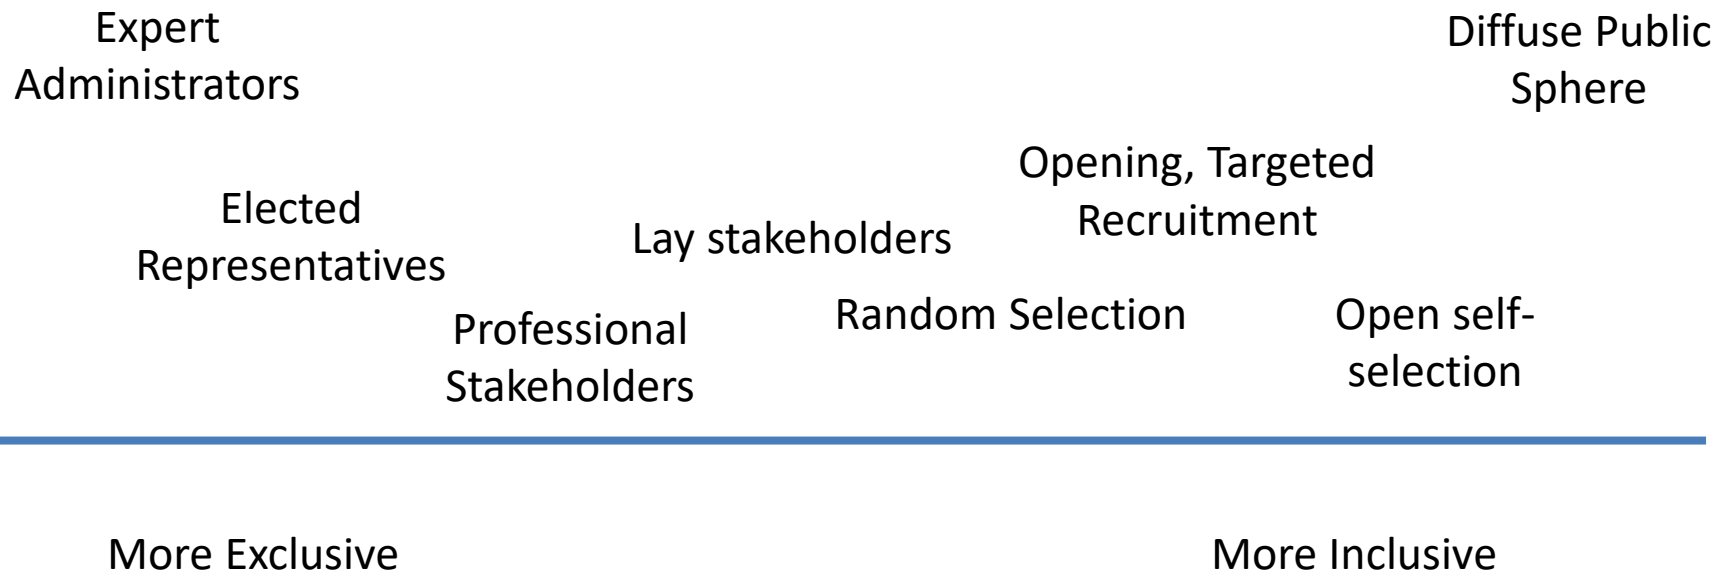 Expert
Administrators
Diffuse Public
Sphere
Opening, Targeted
Recruitment
Elected
Representatives
Lay stakeholders
Professional
Stakeholders
Random Selection
Open self-
selection
More Exclusive
More Inclusive